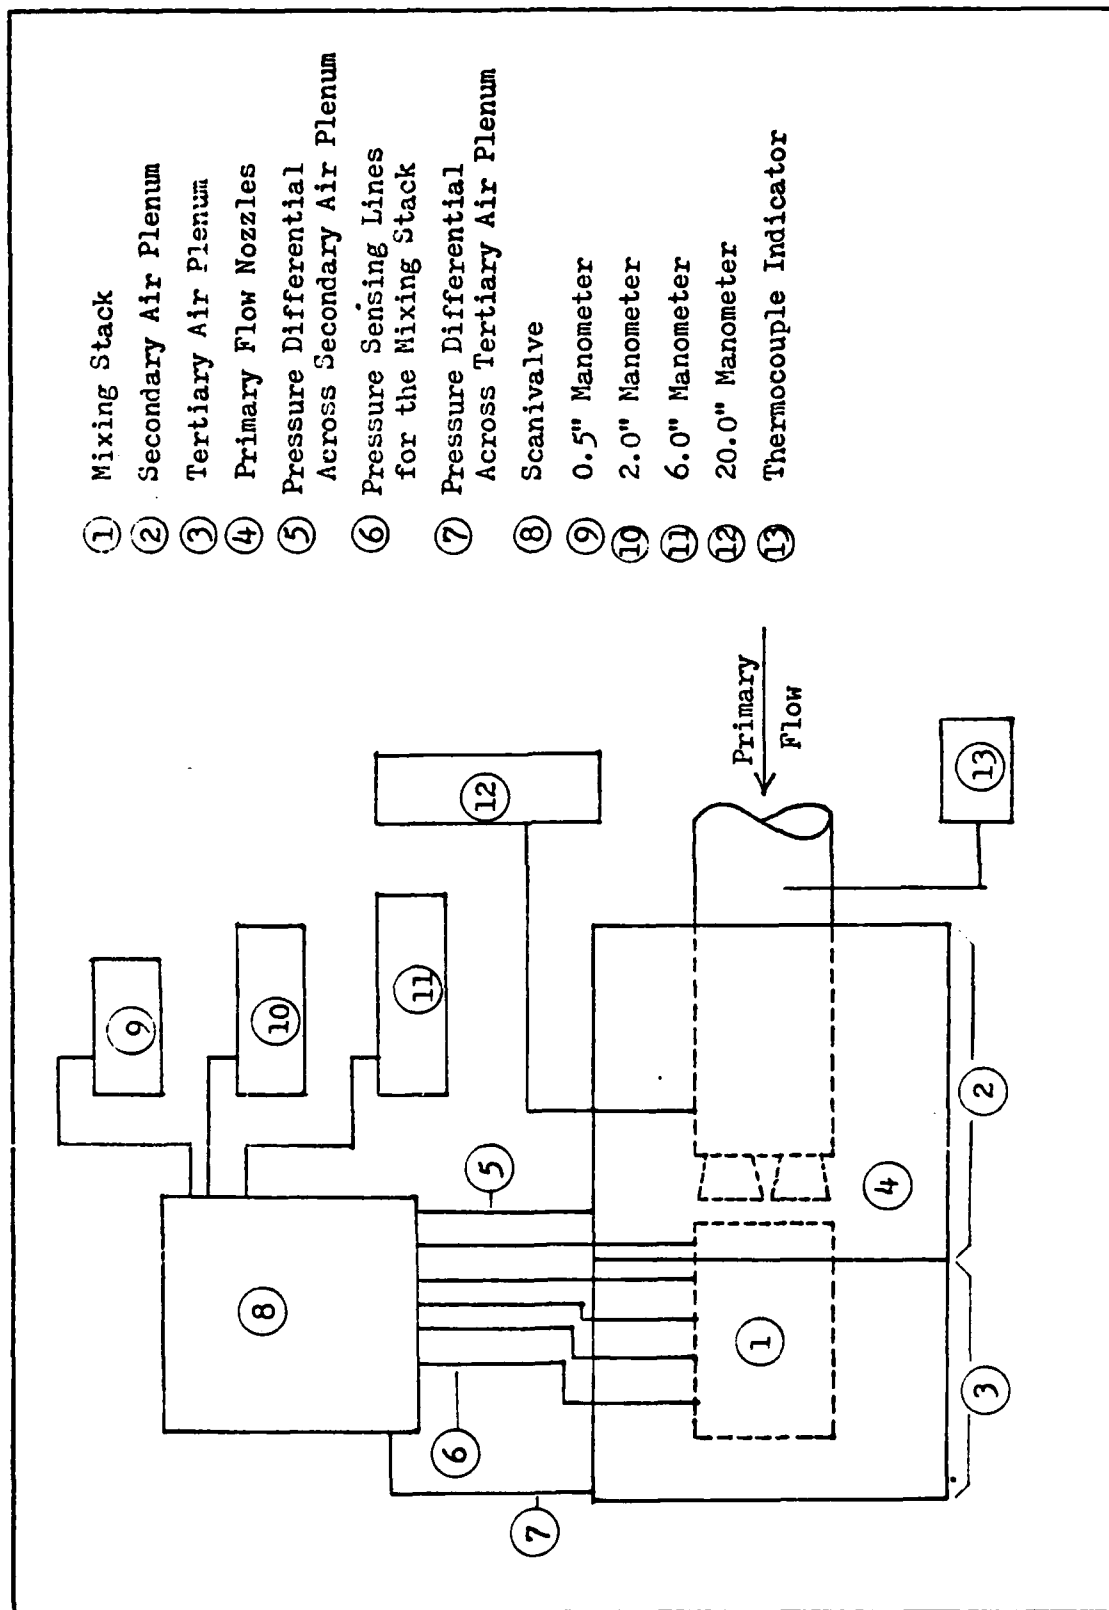 ① Mixing Stack
② Secondary Air Plenum
③ Tertiary Air Plenum
④ Primary Flow Nozzles
⑤ Pressure Differential
Across Secondary Air Plenum
⑥ Pressure Sensing Lines
for the Mixing Stack
⑦ Pressure Differential
Across Tertiary Air Plenum
⑧ Scanivalve
⑨ 0.5" Manometer
⑩ 2.0" Manometer
⑪ 6.0" Manometer
⑫ 20.0" Manometer
⑬ Thermocouple Indicator
⑨
⑩
⑪
⑫
⑧
⑤
⑥
⑦
Primary
Flow
①
④
⑬
③
②